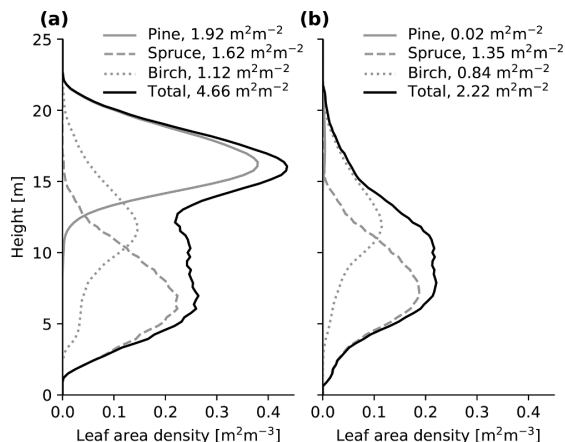 (a)
Pine, 1.92 m²m⁻²
Spruce, 1.62 m²m⁻²
Birch, 1.12 m²m⁻²
Total, 4.66 m²m⁻²
25
20
15
10
5
0
Height [m]
0.0 0.1 0.2 0.3 0.4
Leaf area density [m²m⁻³]
(b)
Pine, 0.02 m²m⁻²
Spruce, 1.35 m²m⁻²
Birch, 0.84 m²m⁻²
Total, 2.22 m²m⁻²
0.0 0.1 0.2 0.3 0.4
Leaf area density [m²m⁻³]